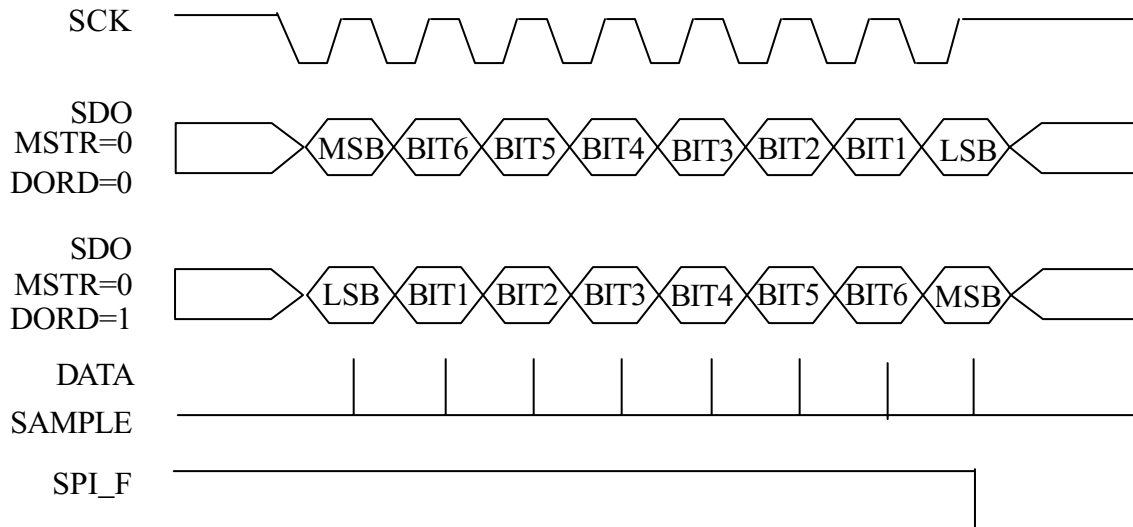 SCK
SDO
MSTR=0
DORD=0
MSB BIT6 BIT5 BIT4 BIT3 BIT2 BIT1 LSB
SDO
MSTR=0
DORD=1
LSB BIT1 BIT2 BIT3 BIT4 BIT5 BIT6 MSB
DATA
SAMPLE
SPI_F